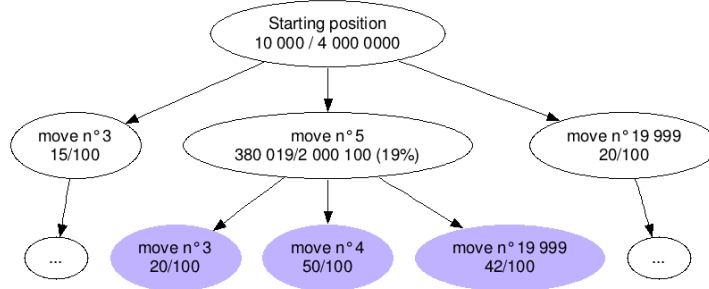 Starting position
10 000 / 4 000 0000
move n°3
15/100
move n°5
380 019/2 000 100 (19%)
move n°19 999
20/100
...
move n°3
20/100
move n°4
50/100
move n°19 999
42/100
...